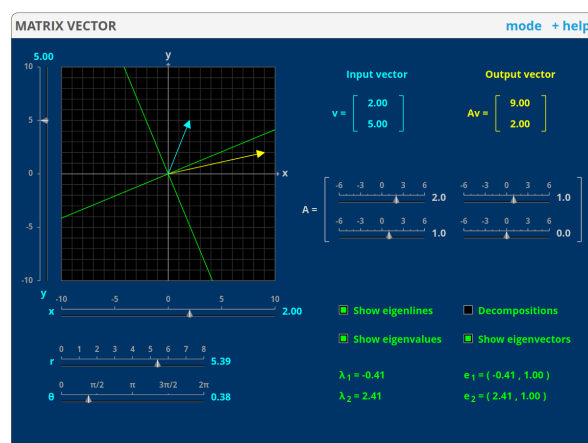 MATRIX VECTOR mode + help
5.00
y
10
5
0
-5
-10
x
y
-10 -5 0 5 10
x 2.00
0 1 2 3 4 5 6 7 8
r 5.39
0 π/2 π 3π/2 2π
θ 0.38
Input vector
v = 2.00
5.00
Output vector
Av = 9.00
2.00
A =
-6 -3 0 3 6
2.0
-6 -3 0 3 6
1.0
-6 -3 0 3 6
1.0
-6 -3 0 3 6
0.0
Show eigenlines
Decompositions
Show eigenvalues
Show eigenvectors
λ1 = -0.41
e1 = ( -0.41 , 1.00 )
λ2 = 2.41
e2 = ( 2.41 , 1.00 )